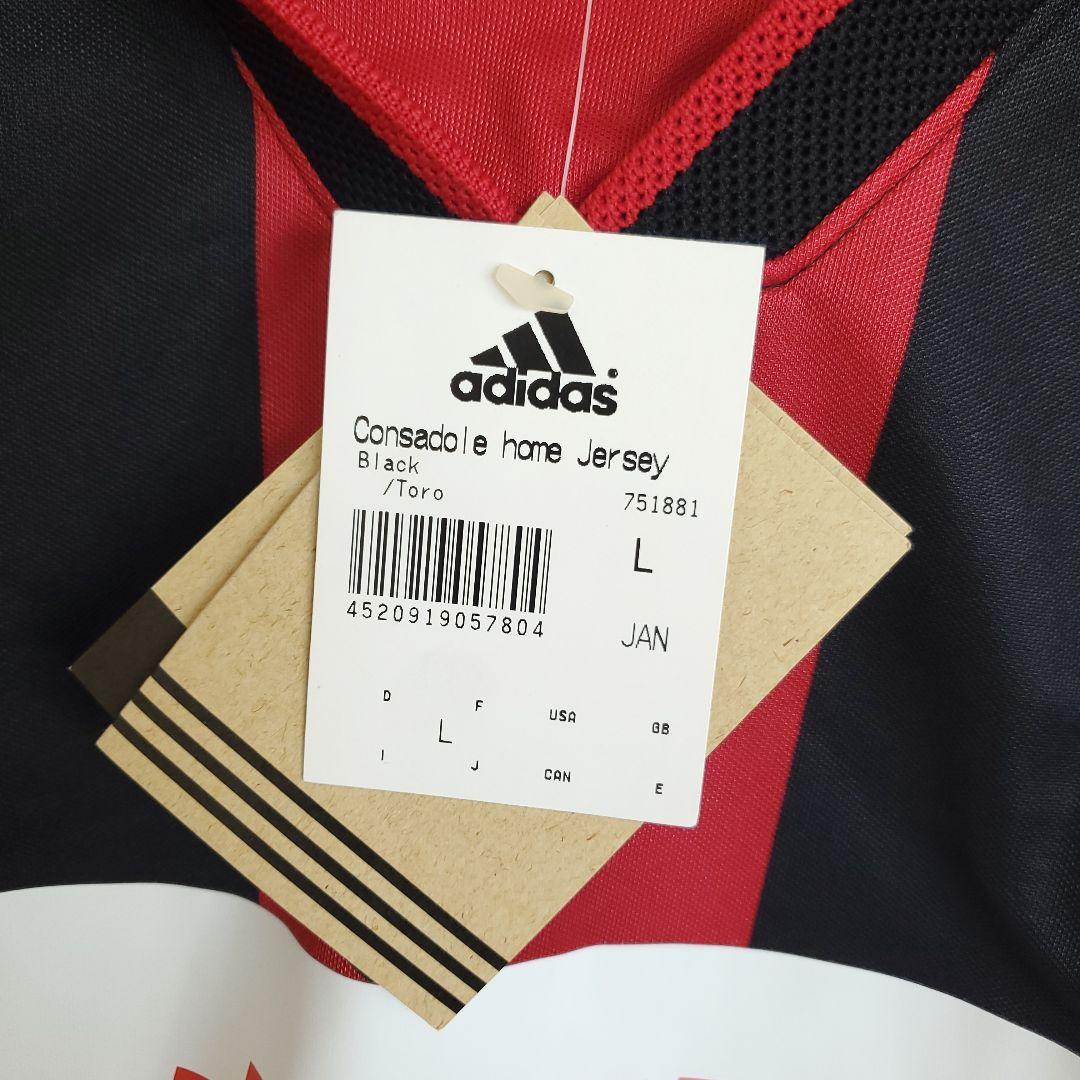 adidas
Consadole home Jersey
Black
/Toro
751881
L
4520919057804
JAN
D F USA GB
L
I J CAN E